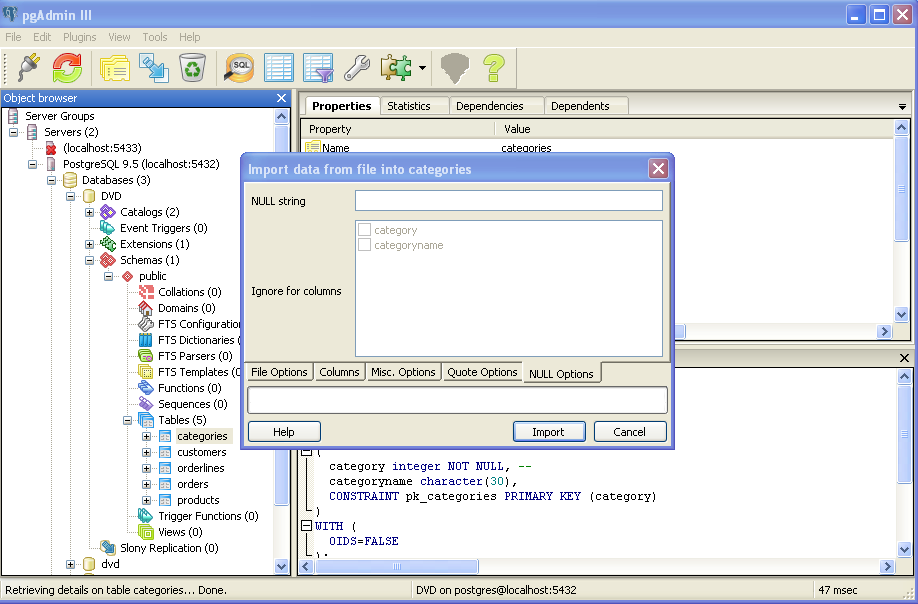 pgAdmin III
File Edit Plugins View Tools Help
SQL
Object browser
Server Groups
Servers (2)
(localhost:5433)
PostgreSQL 9.5 (localhost:5432)
Databases (3)
DVD
Catalogs (2)
Event Triggers (0)
Extensions (1)
Schemas (1)
public
Collations (0)
Domains (0)
FTS Configuration
FTS Dictionaries (
FTS Parsers (0)
FTS Templates (0
Functions (0)
Sequences (0)
Tables (5)
categories
customers
orderlines
orders
products
Trigger Functions (0)
Views (0)
Slony Replication (0)
dvd
Properties Statistics Dependencies Dependents
Property Value
Name categories
Import data from file into categories
NULL string
category
categoryname
Ignore for columns
File Options Columns Misc. Options Quote Options NULL Options
Help Import Cancel
(
category integer NOT NULL, --
categoryname character(30),
CONSTRAINT pk_categories PRIMARY KEY (category)
)
WITH (
OIDS=FALSE
);
Retrieving details on table categories... Done. DVD on postgres@localhost:5432 47 msec